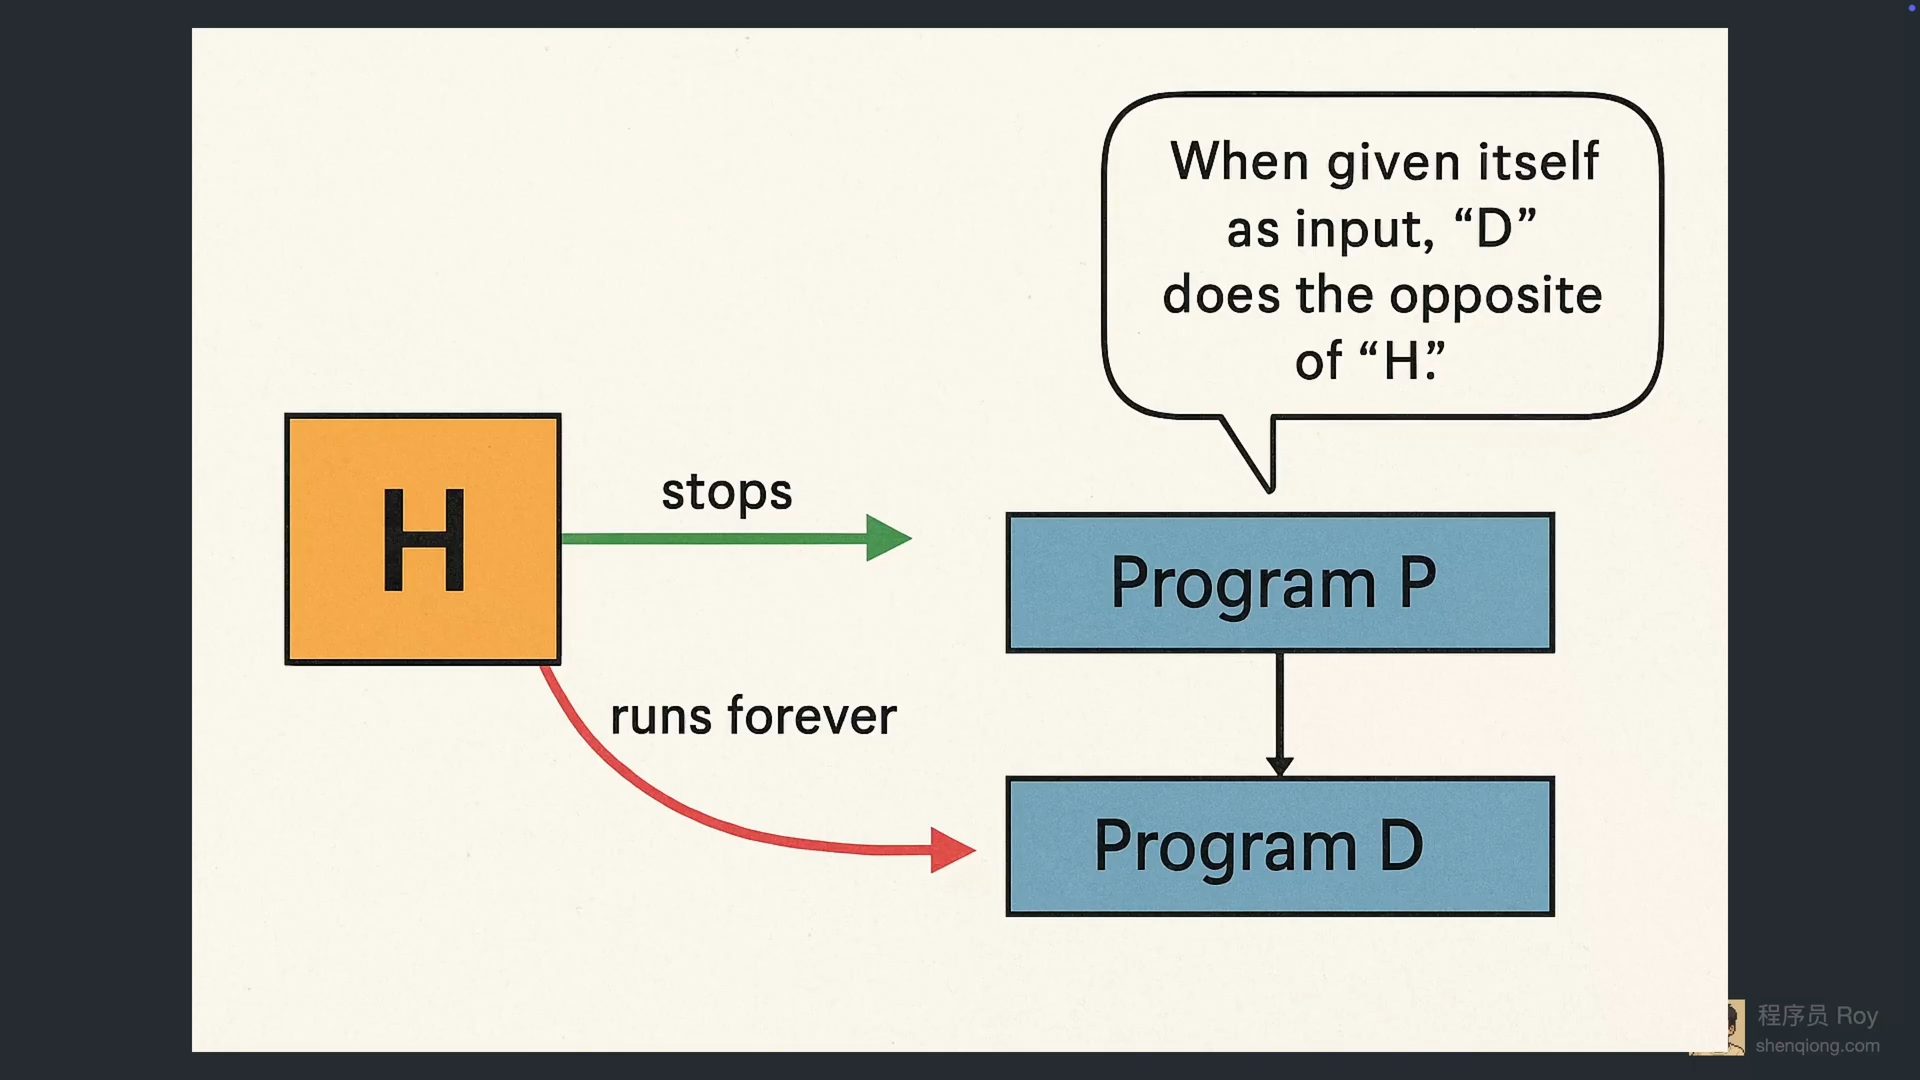 When given itself
as input, “D”
does the opposite
of “H.”
H
stops
runs forever
Program P
Program D
程序员 Roy
shenqiong.com